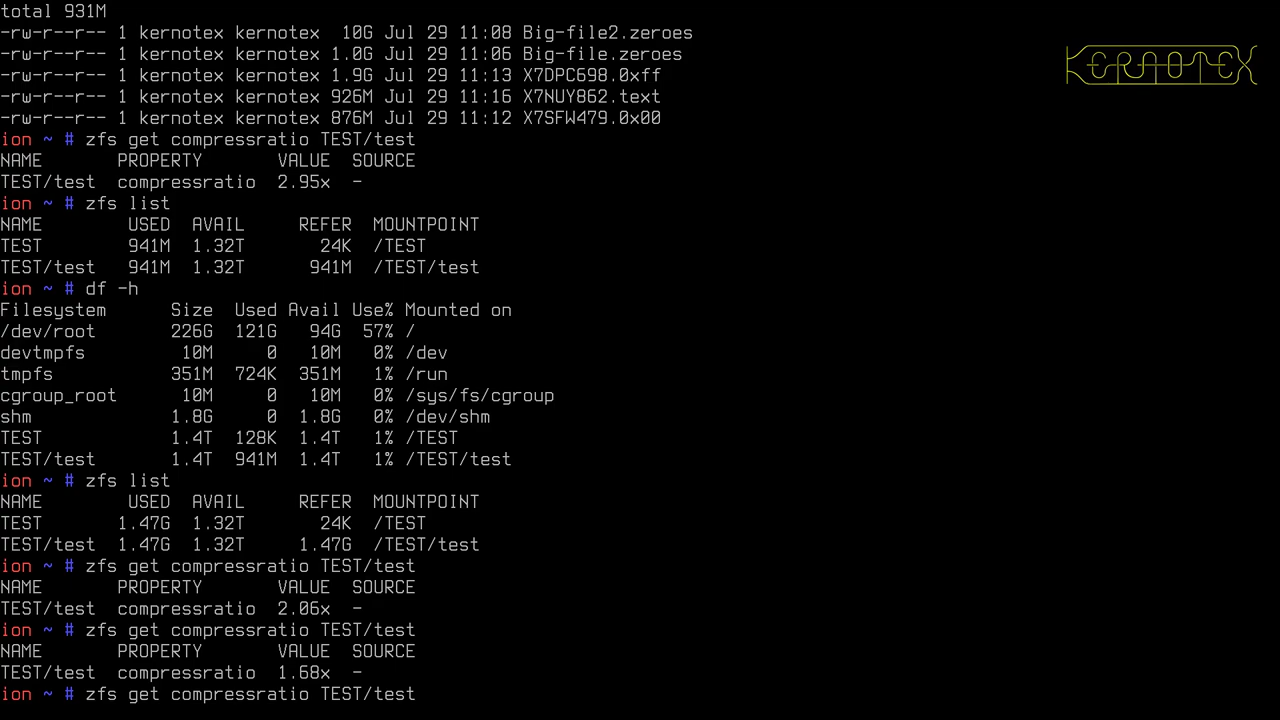 total 931M
-rw-r--r-- 1 kernotex kernotex  10G Jul 29 11:08 Big-file2.zeroes
-rw-r--r-- 1 kernotex kernotex 1.0G Jul 29 11:06 Big-file.zeroes
-rw-r--r-- 1 kernotex kernotex 1.9G Jul 29 11:13 X7DPC698.0xff
-rw-r--r-- 1 kernotex kernotex 926M Jul 29 11:16 X7NUY862.text
-rw-r--r-- 1 kernotex kernotex 876M Jul 29 11:12 X7SFW479.0x00
KERNOTEX
ion ~ # zfs get compressratio TEST/test
NAME       PROPERTY       VALUE  SOURCE
TEST/test  compressratio  2.95x  -
ion ~ # zfs list
NAME        USED  AVAIL     REFER  MOUNTPOINT
TEST        941M  1.32T       24K  /TEST
TEST/test   941M  1.32T      941M  /TEST/test
ion ~ # df -h
Filesystem      Size  Used Avail Use% Mounted on
/dev/root       226G  121G   94G  57% /
devtmpfs         10M     0   10M   0% /dev
tmpfs           351M  724K  351M   1% /run
cgroup_root      10M     0   10M   0% /sys/fs/cgroup
shm             1.8G     0  1.8G   0% /dev/shm
TEST            1.4T  128K  1.4T   1% /TEST
TEST/test       1.4T  941M  1.4T   1% /TEST/test
ion ~ # zfs list
NAME        USED  AVAIL     REFER  MOUNTPOINT
TEST       1.47G  1.32T       24K  /TEST
TEST/test  1.47G  1.32T     1.47G  /TEST/test
ion ~ # zfs get compressratio TEST/test
NAME       PROPERTY       VALUE  SOURCE
TEST/test  compressratio  2.06x  -
ion ~ # zfs get compressratio TEST/test
NAME       PROPERTY       VALUE  SOURCE
TEST/test  compressratio  1.68x  -
ion ~ # zfs get compressratio TEST/test